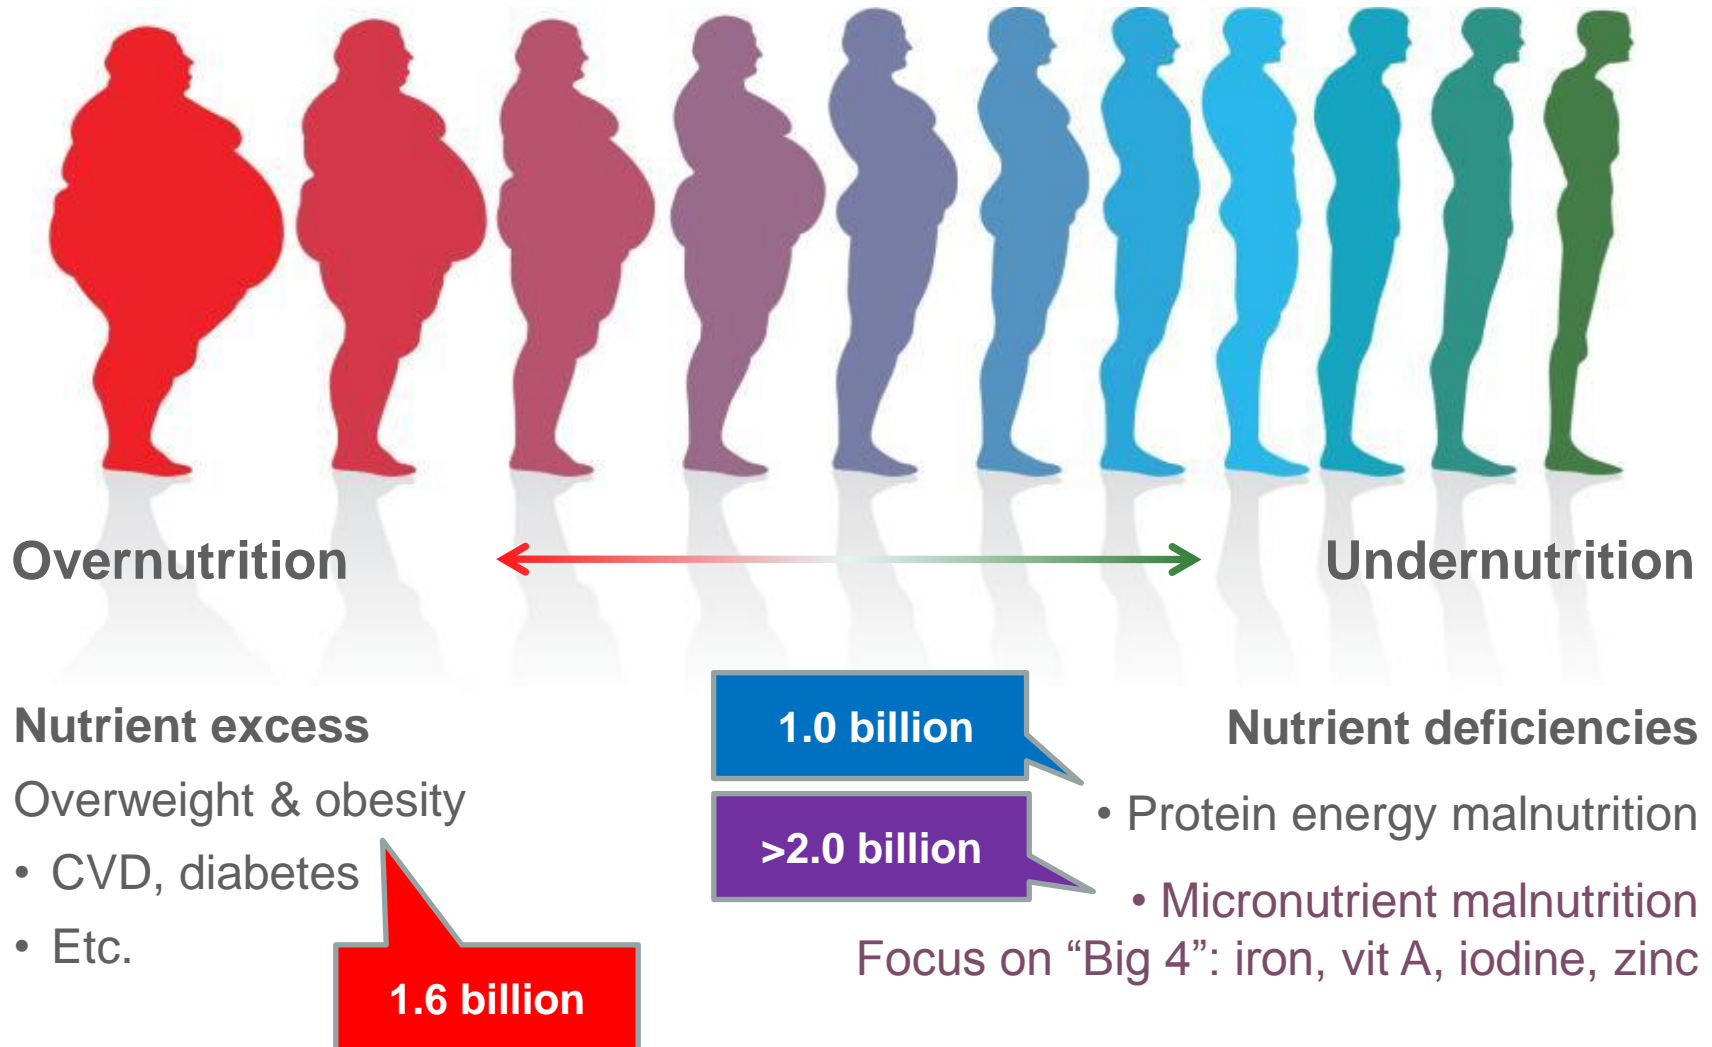 Overnutrition
Undernutrition
Nutrient excess
Overweight & obesity
• CVD, diabetes
• Etc.
1.6 billion
1.0 billion
>2.0 billion
Nutrient deficiencies
• Protein energy malnutrition
• Micronutrient malnutrition
Focus on “Big 4”: iron, vit A, iodine, zinc